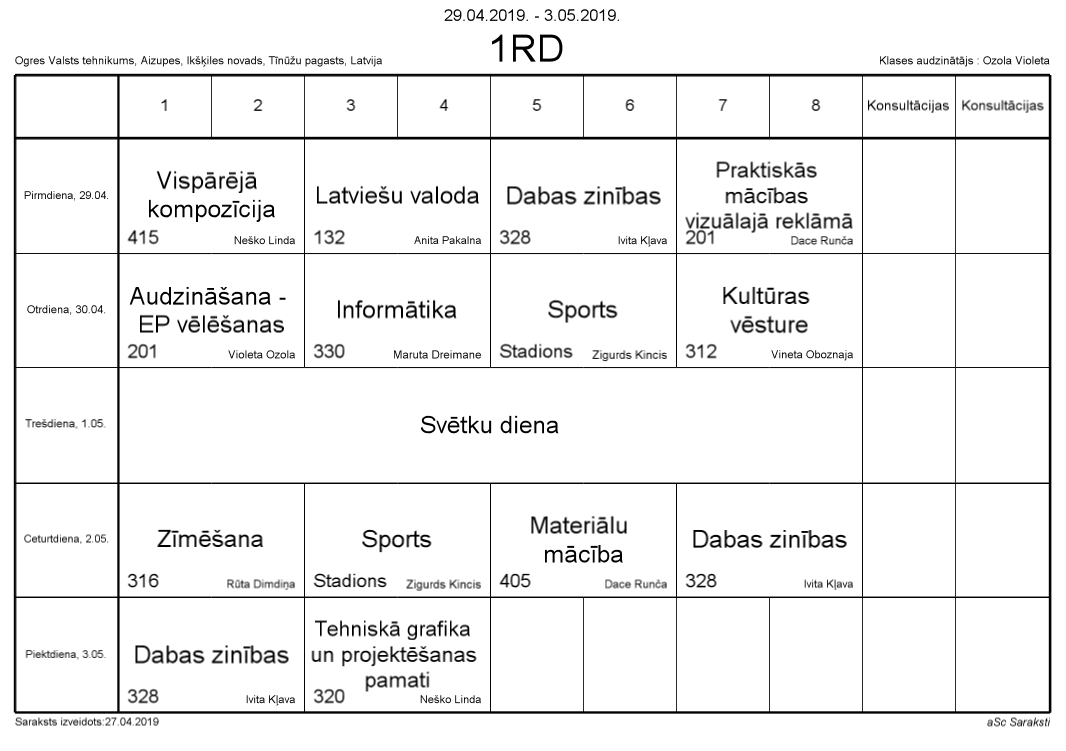 29.04.2019. - 3.05.2019.
1RD
Ogres Valsts tehnikums, Aizupes, Ikšķiles novads, Tīnūžu pagasts, Latvija
Klases audzinātājs : Ozola Violeta
1 2 3 4 5 6 7 8 Konsultācijas Konsultācijas
Pirmdiena, 29.04.
Vispārējā
kompozīcija
415 Neško Linda
Latviešu valoda
132 Anita Pakalna
Dabas zinības
328 Ivita Kļava
Praktiskās
mācības
vizuālajā reklāmā
201 Dace Runča
Otrdiena, 30.04.
Audzināšana -
EP vēlēšanas
201 Violeta Ozola
Informātika
330 Maruta Dreimane
Sports
Stadions Zigurds Kincis
Kultūras
vēsture
312 Vineta Oboznaja
Trešdiena, 1.05.
Svētku diena
Ceturtdiena, 2.05.
Zīmēšana
316 Rūta Dimdiņa
Sports
Stadions Zigurds Kincis
Materiālu
mācība
405 Dace Runča
Dabas zinības
328 Ivita Kļava
Piektdiena, 3.05.
Dabas zinības
328 Ivita Kļava
Tehniskā grafika
un projektēšanas
pamati
320 Neško Linda
Saraksts izveidots:27.04.2019
aSc Saraksti